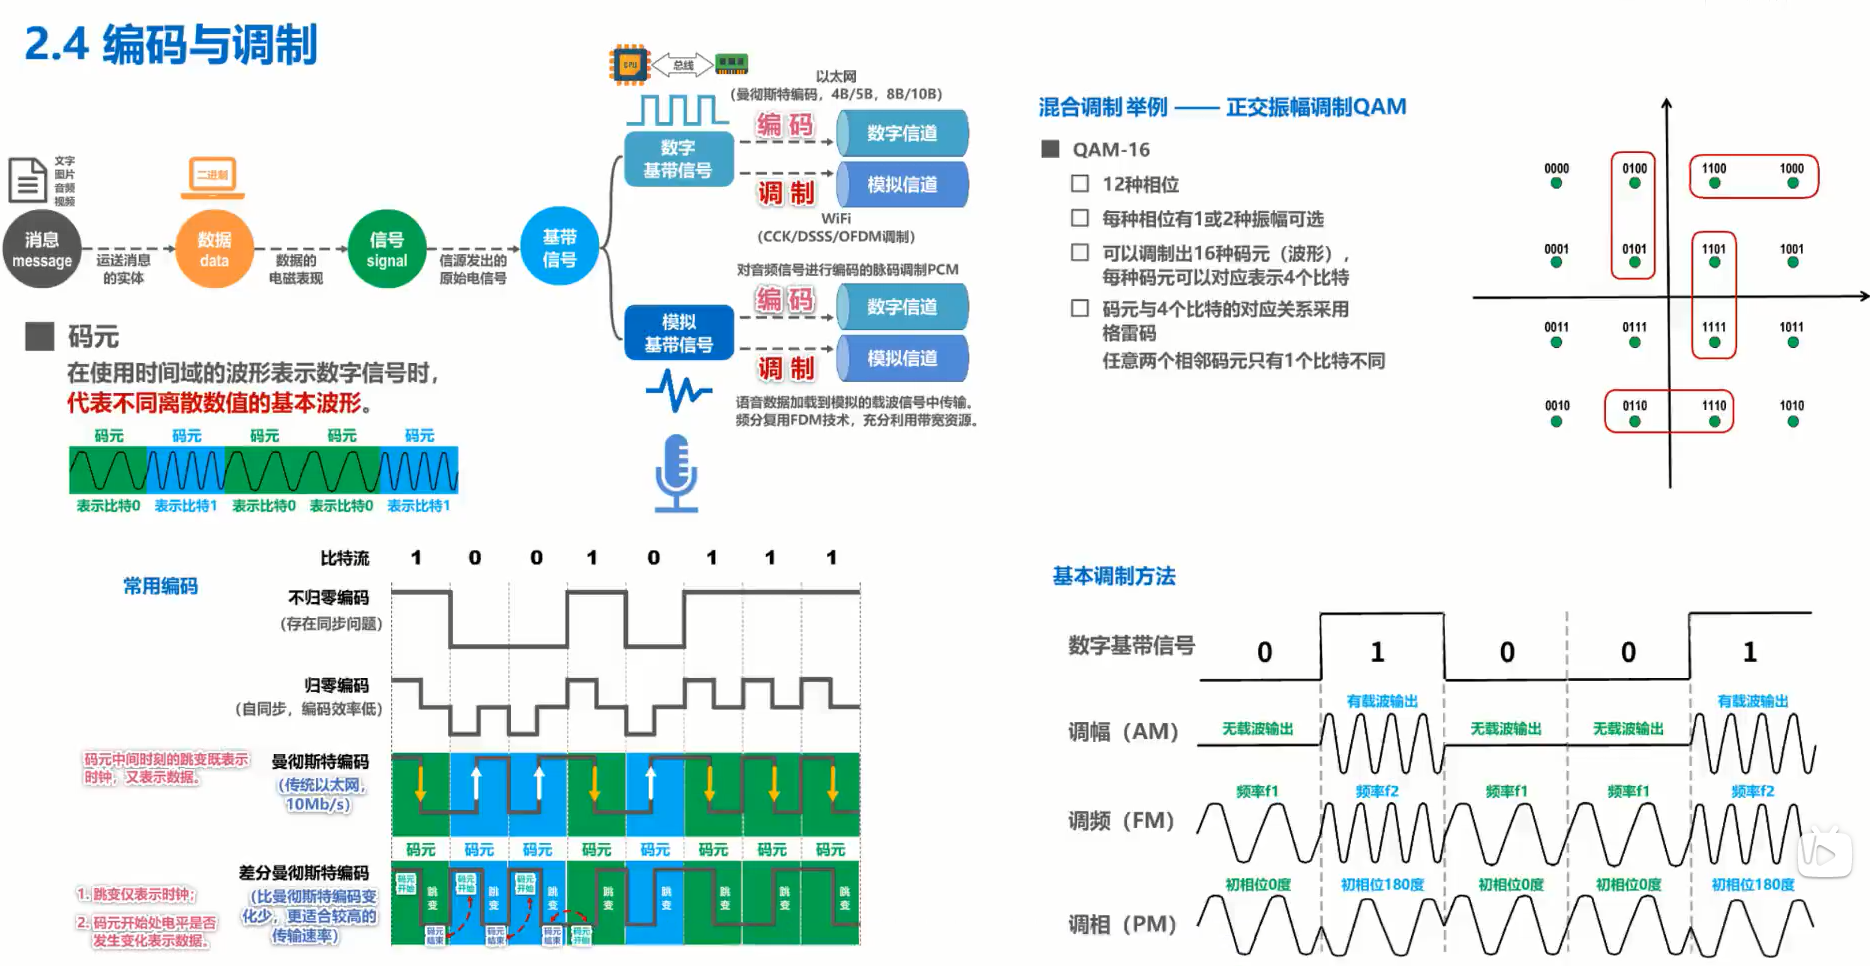 2.4 编码与调制
文字
图片
音频
视频
消息
message
运送消息
的实体
二进制
数据
data
数据的
电磁表现
信号
signal
信源发出的
原始电信号
基带
信号
CPU
总线
以太网
（曼彻斯特编码，4B/5B，8B/10B）
数字
基带信号
编码
数字信道
调制
模拟信道
WiFi
（CCK/DSSS/OFDM调制）
对音频信号进行编码的脉码调制PCM
模拟
基带信号
编码
数字信道
调制
模拟信道
语音数据加载到模拟的载波信号中传输。
频分复用FDM技术，充分利用带宽资源。
码元
在使用时间域的波形表示数字信号时，
代表不同离散数值的基本波形。
码元 码元 码元 码元 码元
表示比特0 表示比特1 表示比特0 表示比特0 表示比特1
混合调制 举例 —— 正交振幅调制QAM
QAM-16
12种相位
每种相位有1或2种振幅可选
可以调制出16种码元（波形），
每种码元可以对应表示4个比特
码元与4个比特的对应关系采用
格雷码
任意两个相邻码元只有1个比特不同
0000 0100 1100 1000
0001 0101 1101 1001
0011 0111 1111 1011
0010 0110 1110 1010
常用编码
比特流 1 0 0 1 0 1 1 1
不归零编码
（存在同步问题）
归零编码
（自同步，编码效率低）
码元中间时刻的跳变既表示
时钟，又表示数据。
曼彻斯特编码
（传统以太网，
10Mb/s）
码元 码元 码元 码元 码元 码元 码元 码元
差分曼彻斯特编码
（比曼彻斯特编码变
化少，更适合较高的
传输速率）
1. 跳变仅表示时钟；
2. 码元开始处电平是否
发生变化表示数据。
码元开始 跳变 码元开始 跳变 码元开始 跳变 跳变 跳变 跳变 跳变 跳变
码元结束 码元结束 码元结束 码元开始
基本调制方法
数字基带信号 0 1 0 0 1
调幅（AM） 无载波输出 有载波输出 无载波输出 无载波输出 有载波输出
调频（FM） 频率f1 频率f2 频率f1 频率f1 频率f2
调相（PM） 初相位0度 初相位180度 初相位0度 初相位0度 初相位180度